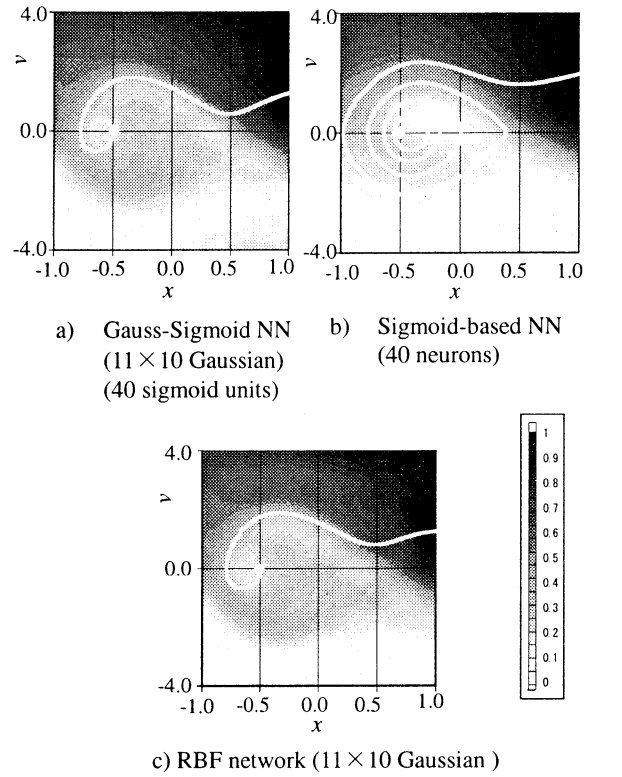 4.0
v
0.0
-4.0
-1.0 -0.5 0.0 0.5 1.0
x
4.0
v
0.0
-4.0
-1.0 -0.5 0.0 0.5 1.0
x
a) Gauss-Sigmoid NN
(11×10 Gaussian)
(40 sigmoid units)
b) Sigmoid-based NN
(40 neurons)
4.0
v
0.0
-4.0
-1.0 -0.5 0.0 0.5 1.0
x
1
0.9
0.8
0.7
0.6
0.5
0.4
0.3
0.2
0.1
0
c) RBF network (11×10 Gaussian )